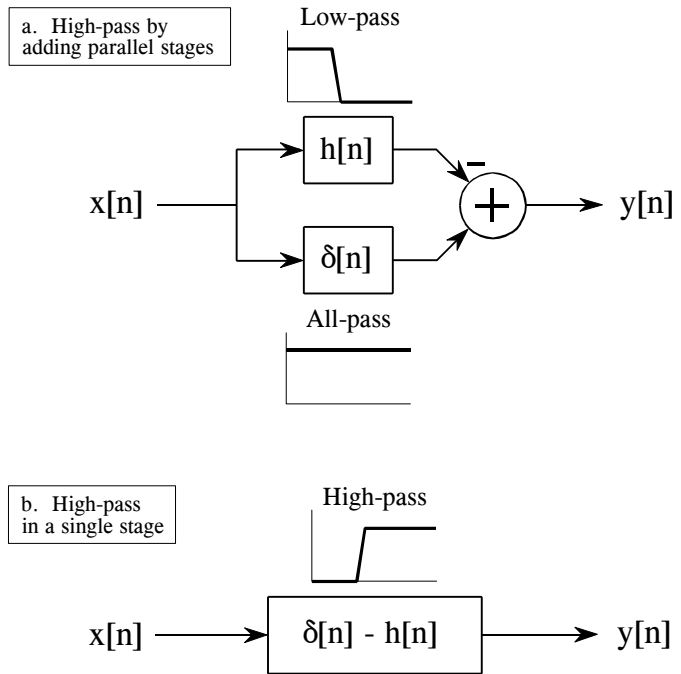 a. High-pass by
adding parallel stages
Low-pass
h[n]
x[n]
−
+
y[n]
δ[n]
All-pass
b. High-pass
in a single stage
High-pass
x[n]
δ[n] - h[n]
y[n]